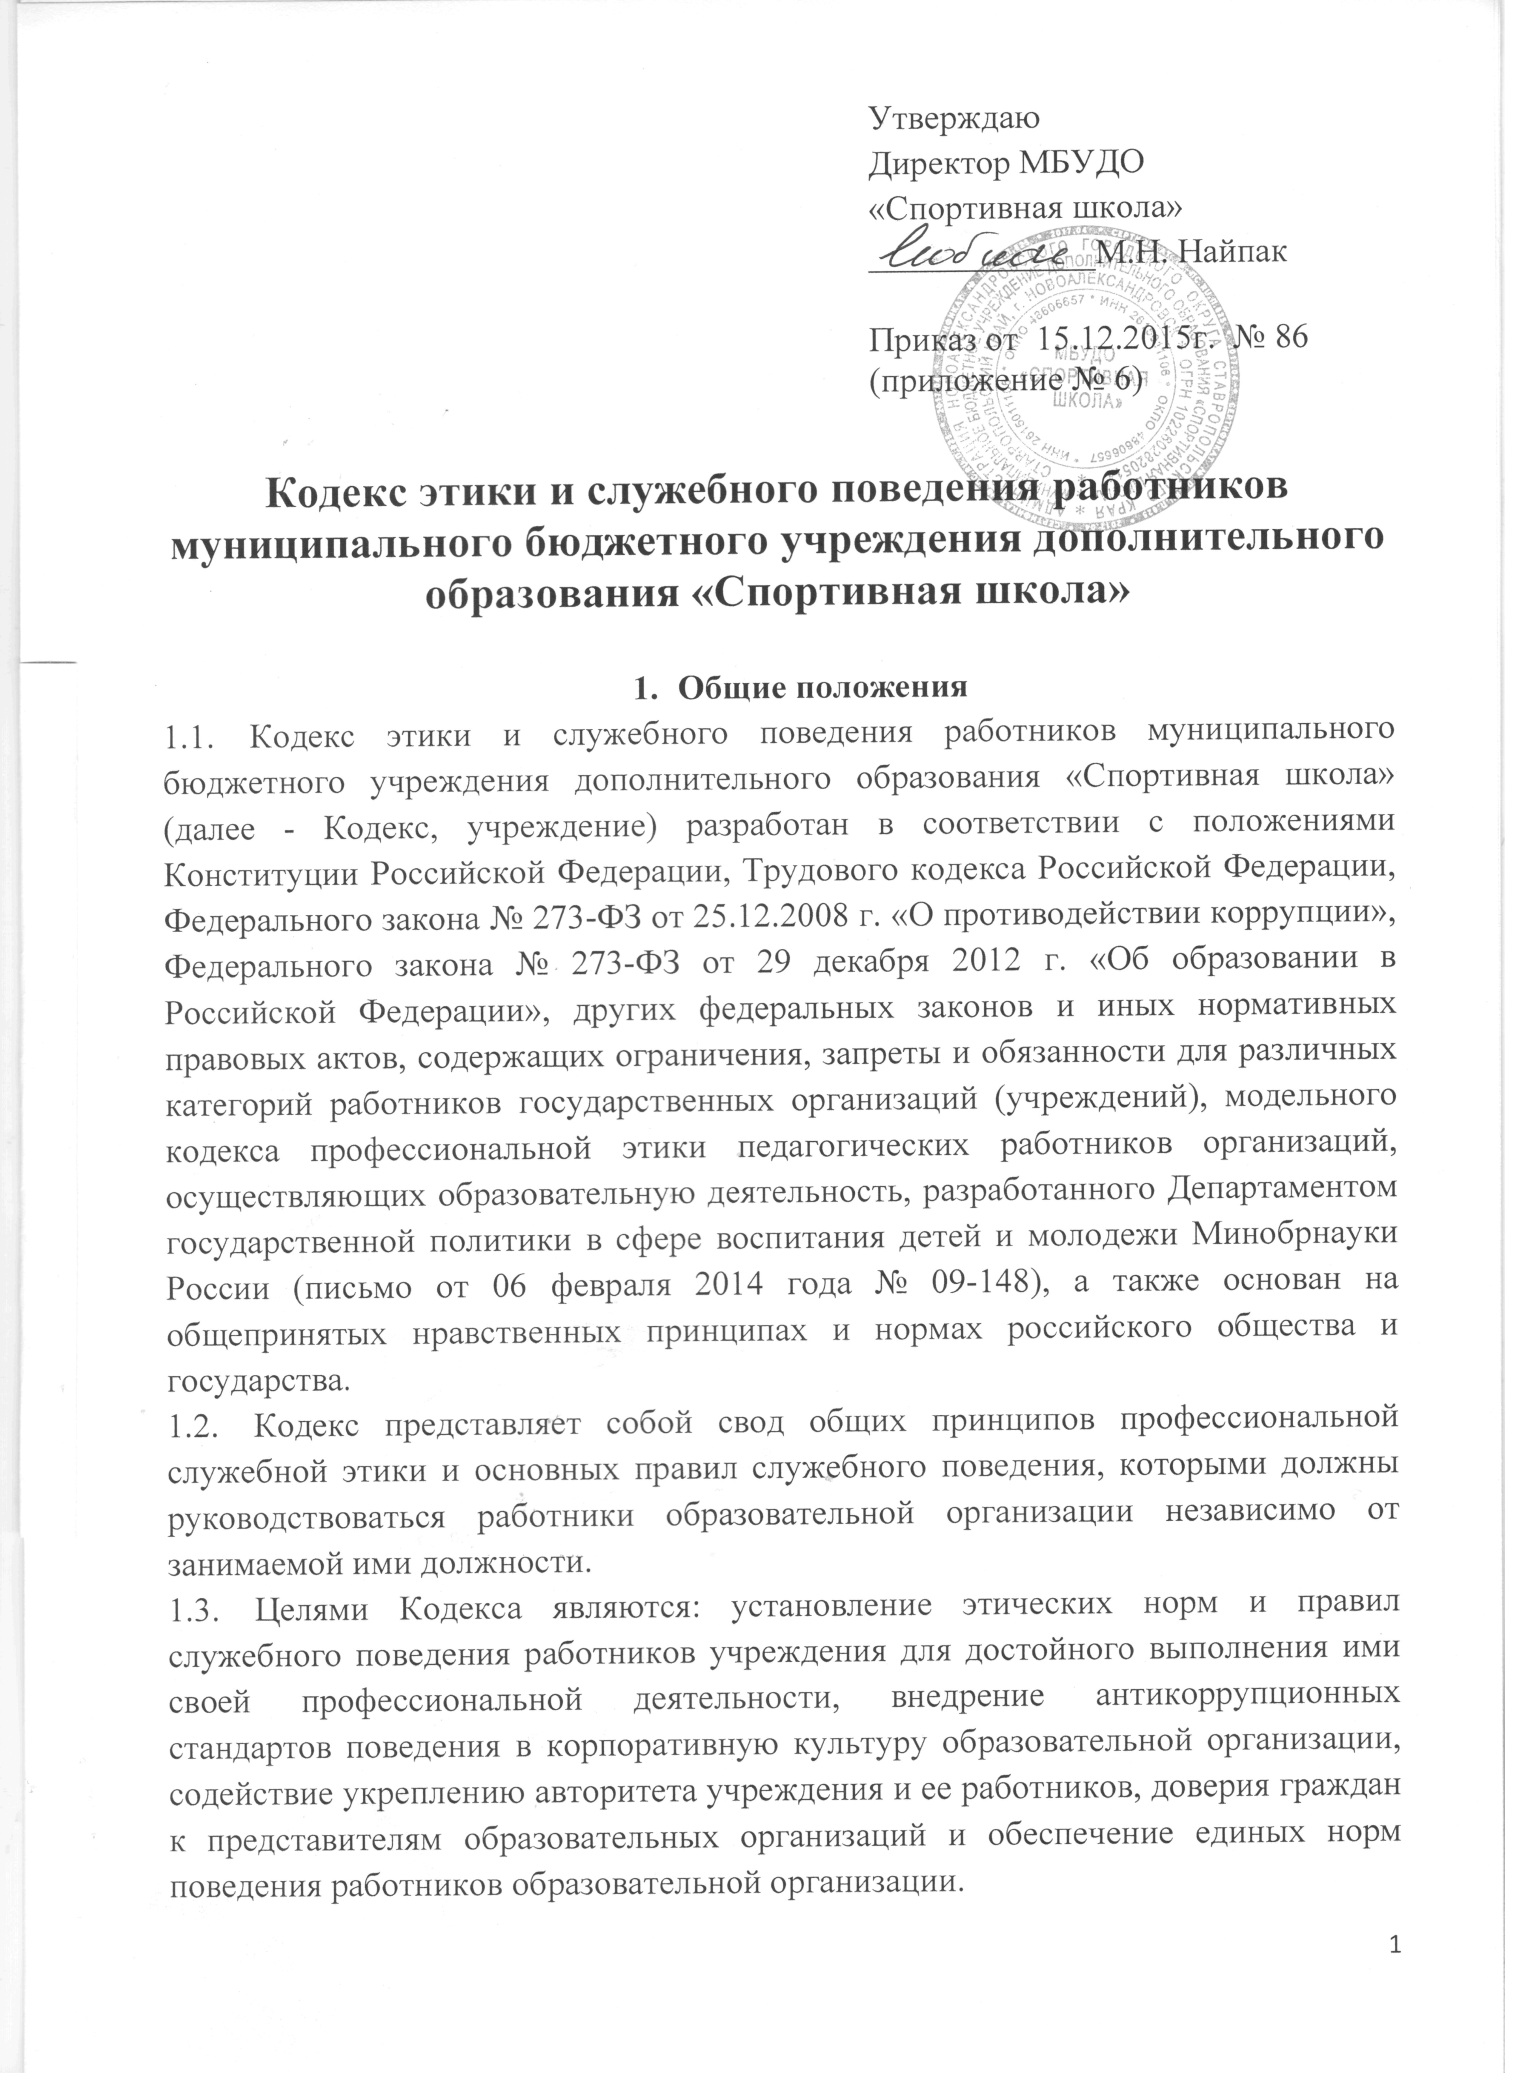 Утверждаю
Директор МБУДО
«Спортивная школа»
М.Н. Найпак
Приказ от 15.12.2015г. № 86
(приложение № 6)
МБУДО
«СПОРТИВНАЯ
ШКОЛА»
Кодекс этики и служебного поведения работников
муниципального бюджетного учреждения дополнительного
образования «Спортивная школа»
1. Общие положения
1.1. Кодекс этики и служебного поведения работников муниципального
бюджетного учреждения дополнительного образования «Спортивная школа»
(далее - Кодекс, учреждение) разработан в соответствии с положениями
Конституции Российской Федерации, Трудового кодекса Российской Федерации,
Федерального закона № 273-ФЗ от 25.12.2008 г. «О противодействии коррупции»,
Федерального закона № 273-ФЗ от 29 декабря 2012 г. «Об образовании в
Российской Федерации», других федеральных законов и иных нормативных
правовых актов, содержащих ограничения, запреты и обязанности для различных
категорий работников государственных организаций (учреждений), модельного
кодекса профессиональной этики педагогических работников организаций,
осуществляющих образовательную деятельность, разработанного Департаментом
государственной политики в сфере воспитания детей и молодежи Минобрнауки
России (письмо от 06 февраля 2014 года № 09-148), а также основан на
общепринятых нравственных принципах и нормах российского общества и
государства.
1.2. Кодекс представляет собой свод общих принципов профессиональной
служебной этики и основных правил служебного поведения, которыми должны
руководствоваться работники образовательной организации независимо от
занимаемой ими должности.
1.3. Целями Кодекса являются: установление этических норм и правил
служебного поведения работников учреждения для достойного выполнения ими
своей профессиональной деятельности, внедрение антикоррупционных
стандартов поведения в корпоративную культуру образовательной организации,
содействие укреплению авторитета учреждения и ее работников, доверия граждан
к представителям образовательных организаций и обеспечение единых норм
поведения работников образовательной организации.
1